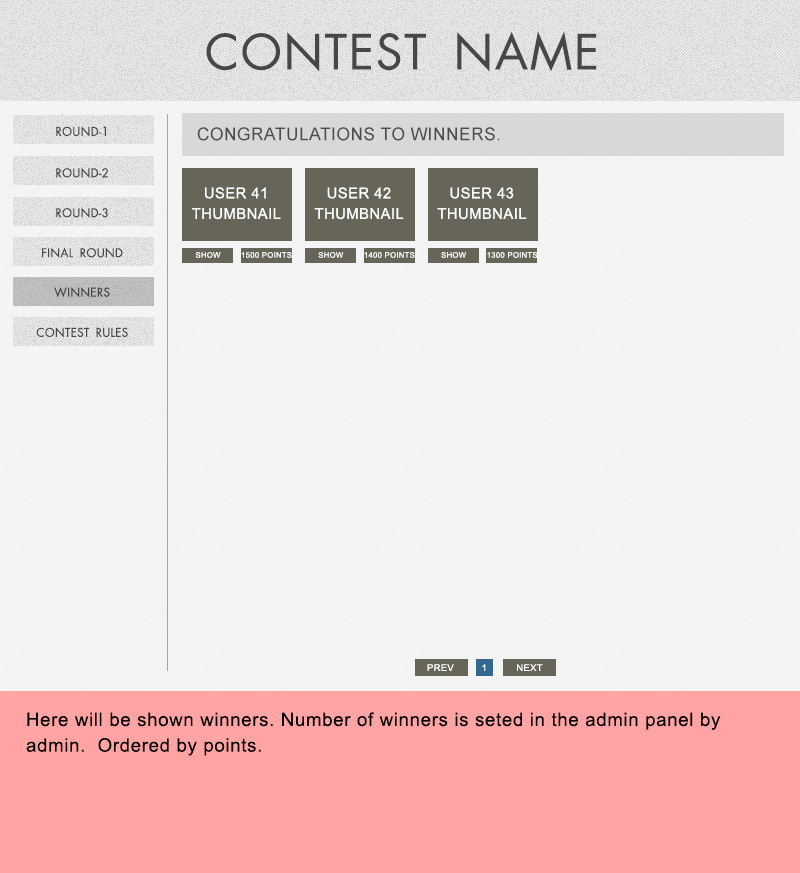 CONTEST NAME
ROUND-1
ROUND-2
ROUND-3
FINAL ROUND
WINNERS
CONTEST RULES
CONGRATULATIONS TO WINNERS.
USER 41
THUMBNAIL
SHOW
1500 POINTS
USER 42
THUMBNAIL
SHOW
1400 POINTS
USER 43
THUMBNAIL
SHOW
1300 POINTS
PREV
1
NEXT
Here will be shown winners. Number of winners is seted in the admin panel by
admin.  Ordered by points.